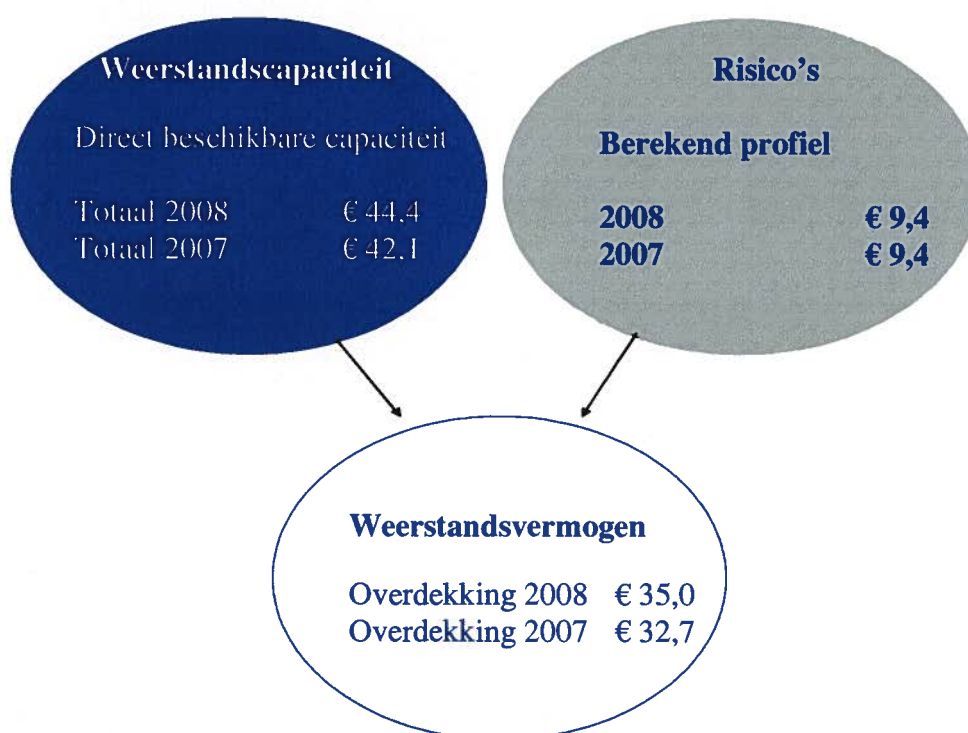 Weerstandscapaciteit
Direct beschikbare capaciteit
Totaal 2008 € 44,4
Totaal 2007 € 42,1
Risico's
Berekend profiel
2008 € 9,4
2007 € 9,4
Weerstandsvermogen
Overdekking 2008 € 35,0
Overdekking 2007 € 32,7